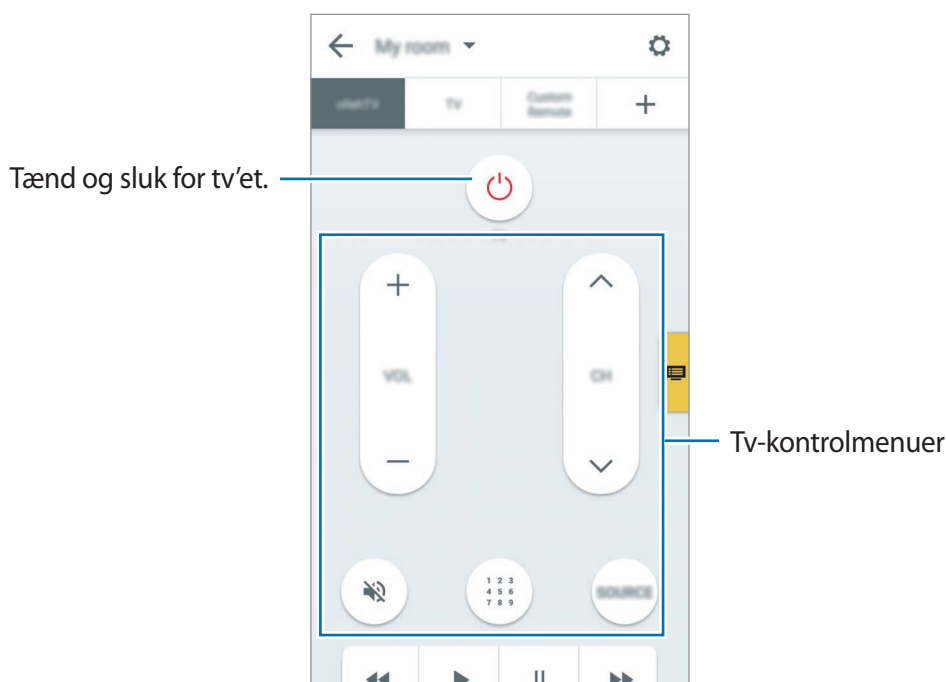 My room
TV
Custom
Remote
Tænd og sluk for tv’et.
VOL
CH
Tv-kontrolmenuer
1 2 3
4 5 6
7 8 9
SOURCE